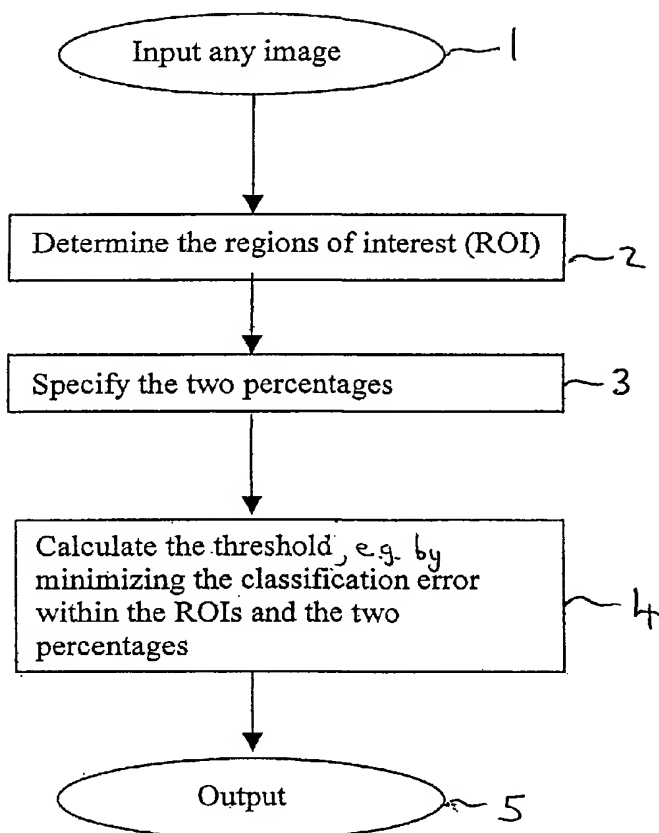 Input any image 1
Determine the regions of interest (ROI) 2
Specify the two percentages 3
Calculate the threshold, e.g. by
minimizing the classification error
within the ROIs and the two
percentages
4
Output 5